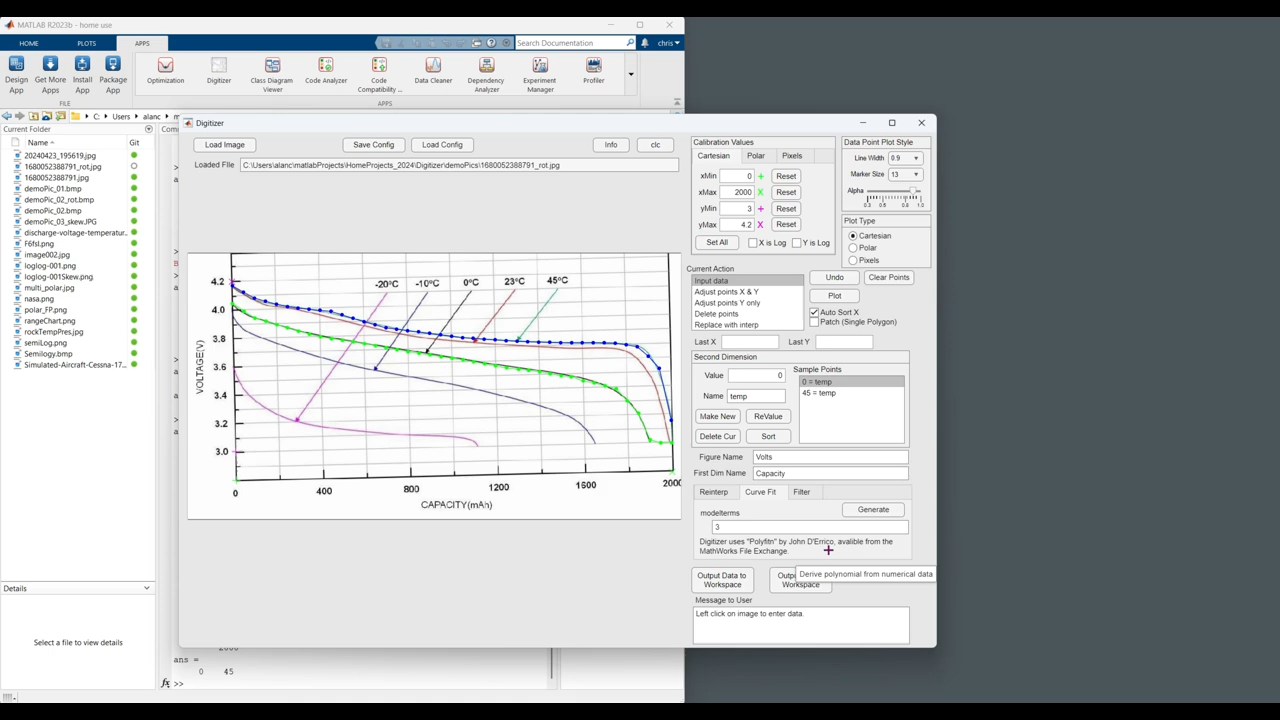 MATLAB R2023b - home use
HOME PLOTS APPS
Search Documentation chris
Design App
Get More Apps
Install App
Package App
Optimization
Digitizer
Class Diagram Viewer
Code Analyzer
Code Compatibility ...
Data Cleaner
Dependency Analyzer
Experiment Manager
Profiler
FILE APPS
C: Users alanc
Current Folder
Name Git
20240423_195619.jpg
1680052388791_rot.jpg
1680052388791.jpg
demoPic_01.bmp
demoPic_02_rot.bmp
demoPic_02.bmp
demoPic_03_skew.JPG
discharge-voltage-temperatur...
F6fsl.png
image002.jpg
loglog-001.png
loglog-001Skew.png
multi_polar.jpg
nasa.png
polar_FP.png
rangeChart.png
rockTempPres.jpg
semiLog.png
Semilogy.bmp
Simulated-Aircraft-Cessna-17...
Details
Select a file to view details
ans =
0 45
fx >>
Digitizer
Load Image Save Config Load Config Info clc
Loaded File C:\Users\alanc\matlabProjects\HomeProjects_2024\Digitizer\demoPics\1680052388791_rot.jpg
4.2
3.8
3.6
3.4
3.2
3.0
VOLTAGE(V)
-20°C -10°C 0°C 23°C 45°C
0 400 800 1200 1600 2000
CAPACITY(mAh)
Calibration Values
Cartesian Polar Pixels
xMin 0 + Reset
xMax 2000 X Reset
yMin 3 + Reset
yMax 4.2 X Reset
Set All X is Log Y is Log
Data Point Plot Style
Line Width 0.9
Marker Size 13
Alpha
0.3 0.5 0.8 1.0
Plot Type
Cartesian
Polar
Pixels
Current Action
Input data
Adjust points X & Y
Adjust points Y only
Delete points
Replace with interp
Undo Clear Points
Plot
Auto Sort X
Patch (Single Polygon)
Last X Last Y
Second Dimension
Value 0
Name temp
Make New ReValue
Delete Cur Sort
Sample Points
0 = temp
45 = temp
Figure Name Volts
First Dim Name Capacity
Reinterp Curve Fit Filter
modelterms Generate
3
Digitizer uses "Polyfitn" by John D'Errico, avalible from the
MathWorks File Exchange.
Output Data to Workspace
Workspace
Derive polynomial from numerical data
Message to User
Left click on image to enter data.